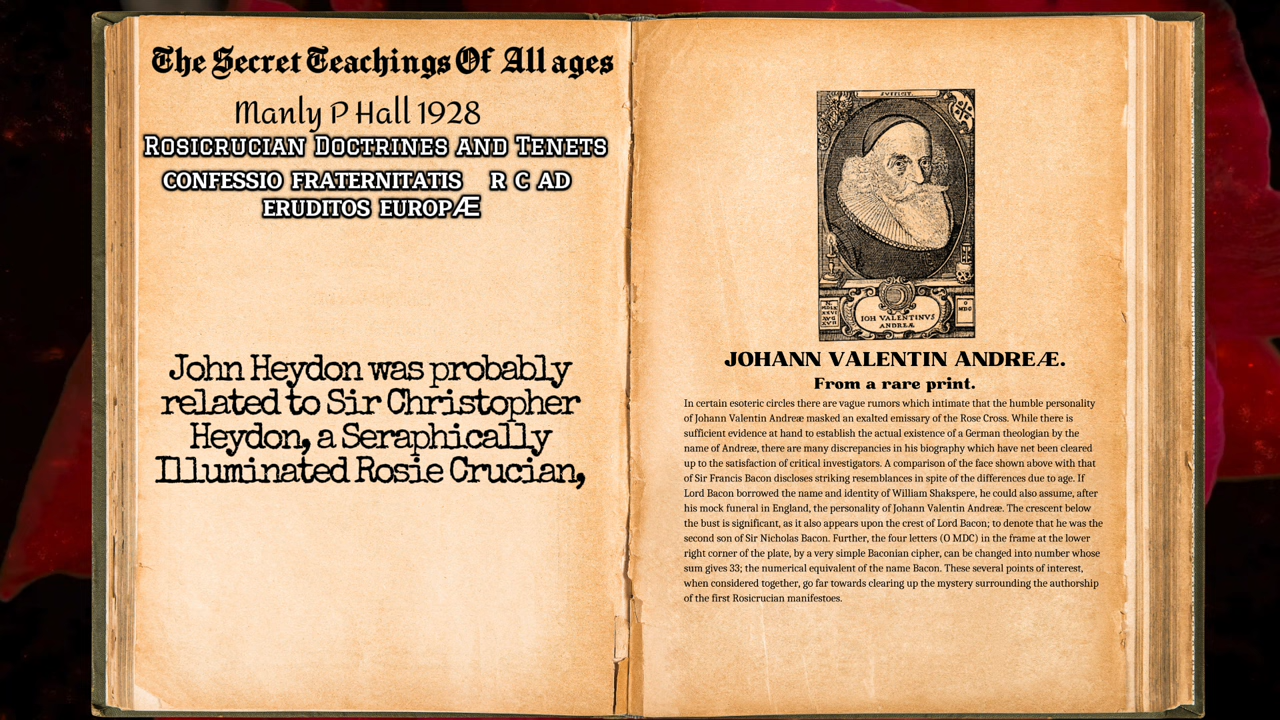 The Secret Teachings Of All ages
Manly P Hall 1928
Rosicrucian Doctrines and Tenets
CONFESSIO FRATERNITATIS R C AD
ERUDITOS EUROPÆ
John Heydon was probably
related to Sir Christopher
Heydon, a Seraphically
Illuminated Rosie Crucian,
IOH VALENTINVS
ANDREÆ
O
MDC
JOHANN VALENTIN ANDREÆ.
From a rare print.
In certain esoteric circles there are vague rumors which intimate that the humble personality
of Johann Valentin Andreæ masked an exalted emissary of the Rose Cross. While there is
sufficient evidence at hand to establish the actual existence of a German theologian by the
name of Andreæ, there are many discrepancies in his biography which have net been cleared
up to the satisfaction of critical investigators. A comparison of the face shown above with that
of Sir Francis Bacon discloses striking resemblances in spite of the differences due to age. If
Lord Bacon borrowed the name and identity of William Shakspere, he could also assume, after
his mock funeral in England, the personality of Johann Valentin Andreæ. The crescent below
the bust is significant, as it also appears upon the crest of Lord Bacon; to denote that he was the
second son of Sir Nicholas Bacon. Further, the four letters (O MDC) in the frame at the lower
right corner of the plate, by a very simple Baconian cipher, can be changed into number whose
sum gives 33; the numerical equivalent of the name Bacon. These several points of interest,
when considered together, go far towards clearing up the mystery surrounding the authorship
of the first Rosicrucian manifestoes.